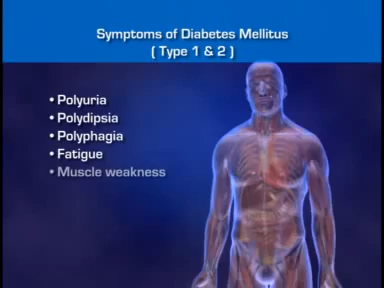 Symptoms of Diabetes Mellitus
( Type 1 & 2 )
• Polyuria
• Polydipsia
• Polyphagia
• Fatigue
• Muscle weakness